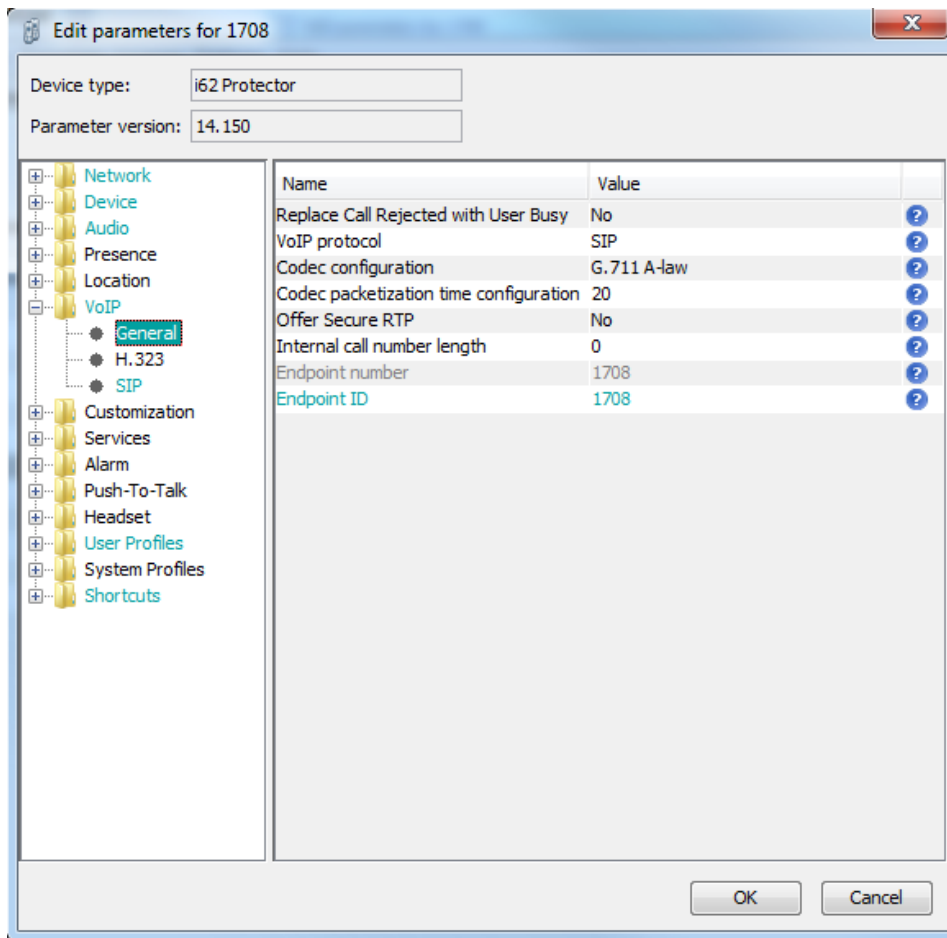 Edit parameters for 1708
Device type: i62 Protector
Parameter version: 14.150
Network
Device
Audio
Presence
Location
VoIP
General
H.323
SIP
Customization
Services
Alarm
Push-To-Talk
Headset
User Profiles
System Profiles
Shortcuts
Name Value
Replace Call Rejected with User Busy No
VoIP protocol SIP
Codec configuration G.711 A-law
Codec packetization time configuration 20
Offer Secure RTP No
Internal call number length 0
Endpoint number 1708
Endpoint ID 1708
OK Cancel